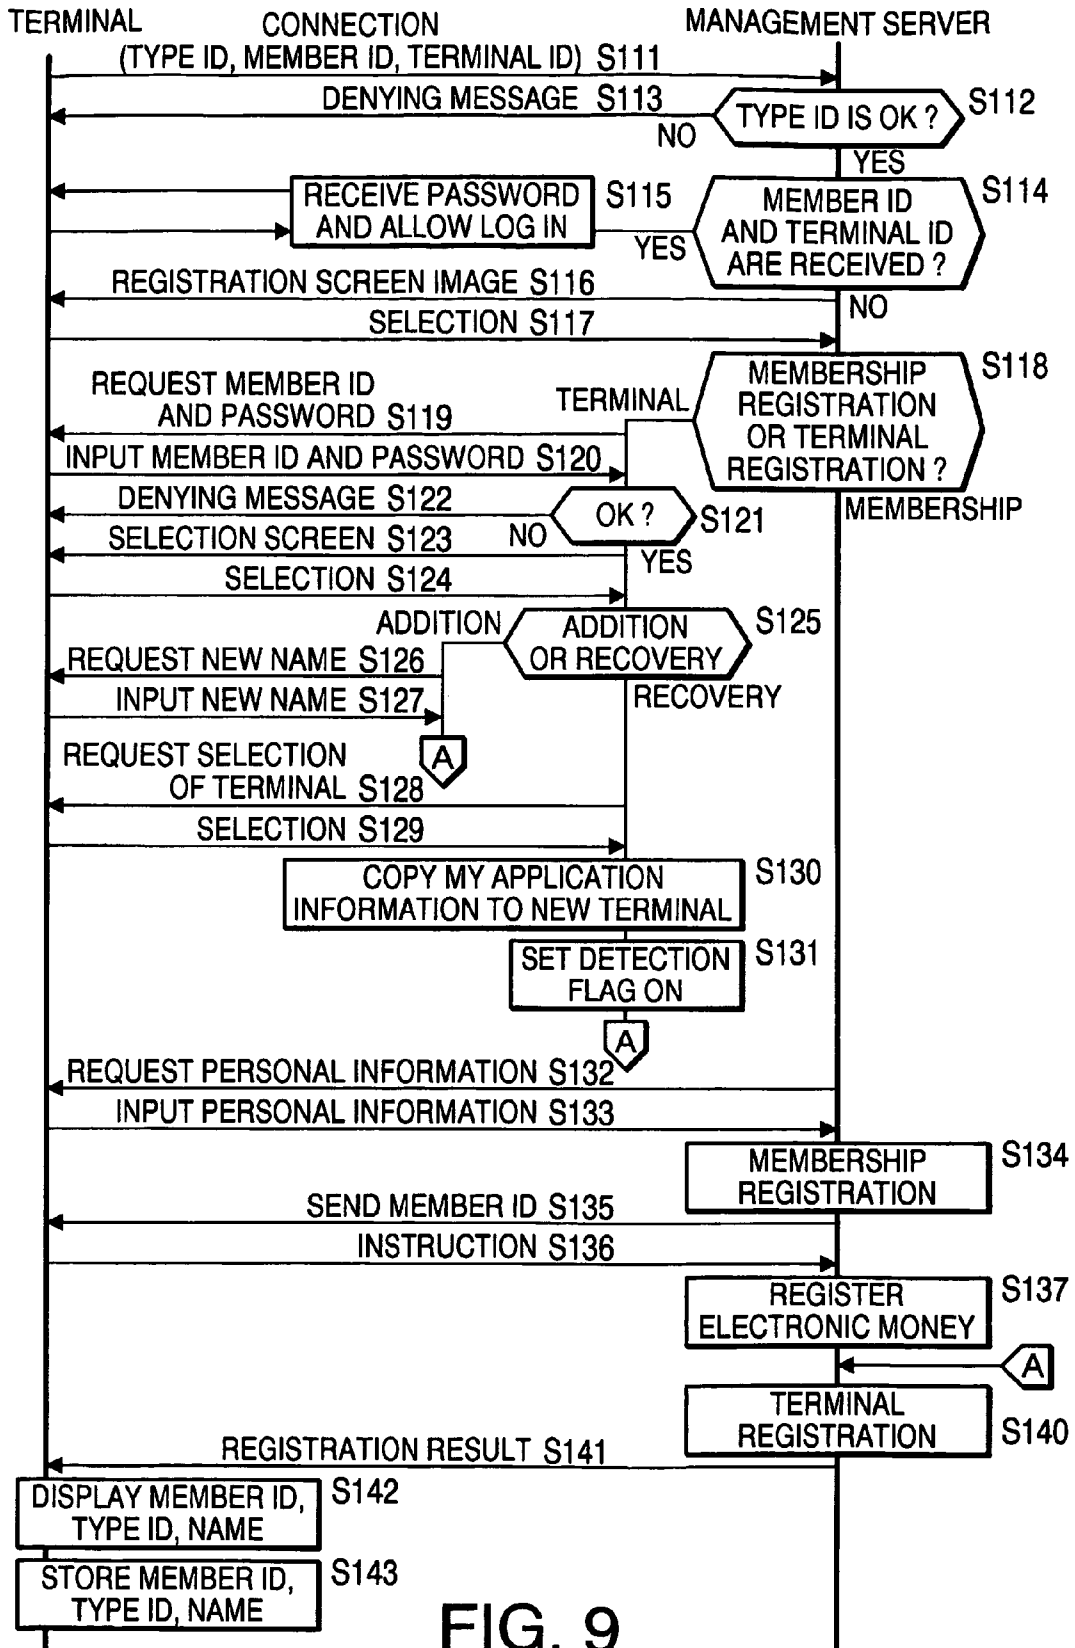 TERMINAL
CONNECTION
MANAGEMENT SERVER
(TYPE ID, MEMBER ID, TERMINAL ID) S111
DENYING MESSAGE S113
TYPE ID IS OK ?
S112
NO
YES
RECEIVE PASSWORD
AND ALLOW LOG IN
S115
YES
MEMBER ID
AND TERMINAL ID
ARE RECEIVED ?
S114
REGISTRATION SCREEN IMAGE S116
NO
SELECTION S117
REQUEST MEMBER ID
AND PASSWORD S119
TERMINAL
MEMBERSHIP
REGISTRATION
OR TERMINAL
REGISTRATION ?
S118
INPUT MEMBER ID AND PASSWORD S120
DENYING MESSAGE S122
OK ?
S121
MEMBERSHIP
NO
SELECTION SCREEN S123
YES
SELECTION S124
ADDITION
ADDITION
OR RECOVERY
S125
REQUEST NEW NAME S126
RECOVERY
INPUT NEW NAME S127
A
REQUEST SELECTION
OF TERMINAL S128
SELECTION S129
COPY MY APPLICATION
INFORMATION TO NEW TERMINAL
S130
SET DETECTION
FLAG ON
S131
A
REQUEST PERSONAL INFORMATION S132
INPUT PERSONAL INFORMATION S133
MEMBERSHIP
REGISTRATION
S134
SEND MEMBER ID S135
INSTRUCTION S136
REGISTER
ELECTRONIC MONEY
S137
A
TERMINAL
REGISTRATION
S140
REGISTRATION RESULT S141
DISPLAY MEMBER ID,
TYPE ID, NAME
S142
STORE MEMBER ID,
TYPE ID, NAME
S143
FIG. 9